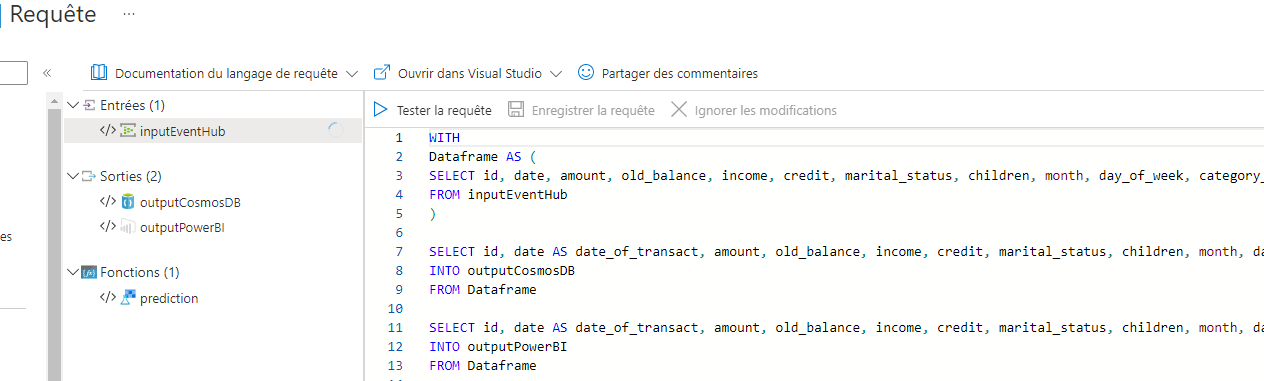 Requête ...
«
Documentation du langage de requête
Ouvrir dans Visual Studio
Partager des commentaires
Entrées (1)
</> inputEventHub
Sorties (2)
</> outputCosmosDB
</> outputPowerBI
Fonctions (1)
</> prediction
es
Tester la requête
Enregistrer la requête
Ignorer les modifications
1 WITH
2 Dataframe AS (
3 SELECT id, date, amount, old_balance, income, credit, marital_status, children, month, day_of_week, category_
4 FROM inputEventHub
5 )
6
7 SELECT id, date AS date_of_transact, amount, old_balance, income, credit, marital_status, children, month, da
8 INTO outputCosmosDB
9 FROM Dataframe
10
11 SELECT id, date AS date_of_transact, amount, old_balance, income, credit, marital_status, children, month, da
12 INTO outputPowerBI
13 FROM Dataframe